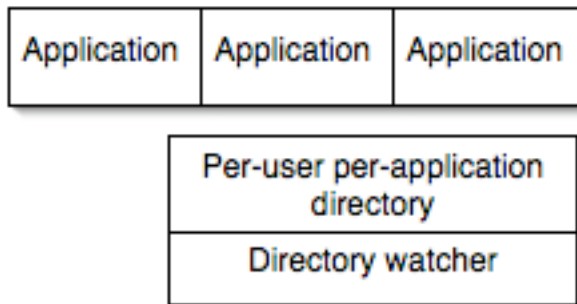 Application Application Application
Per-user per-application
directory
Directory watcher